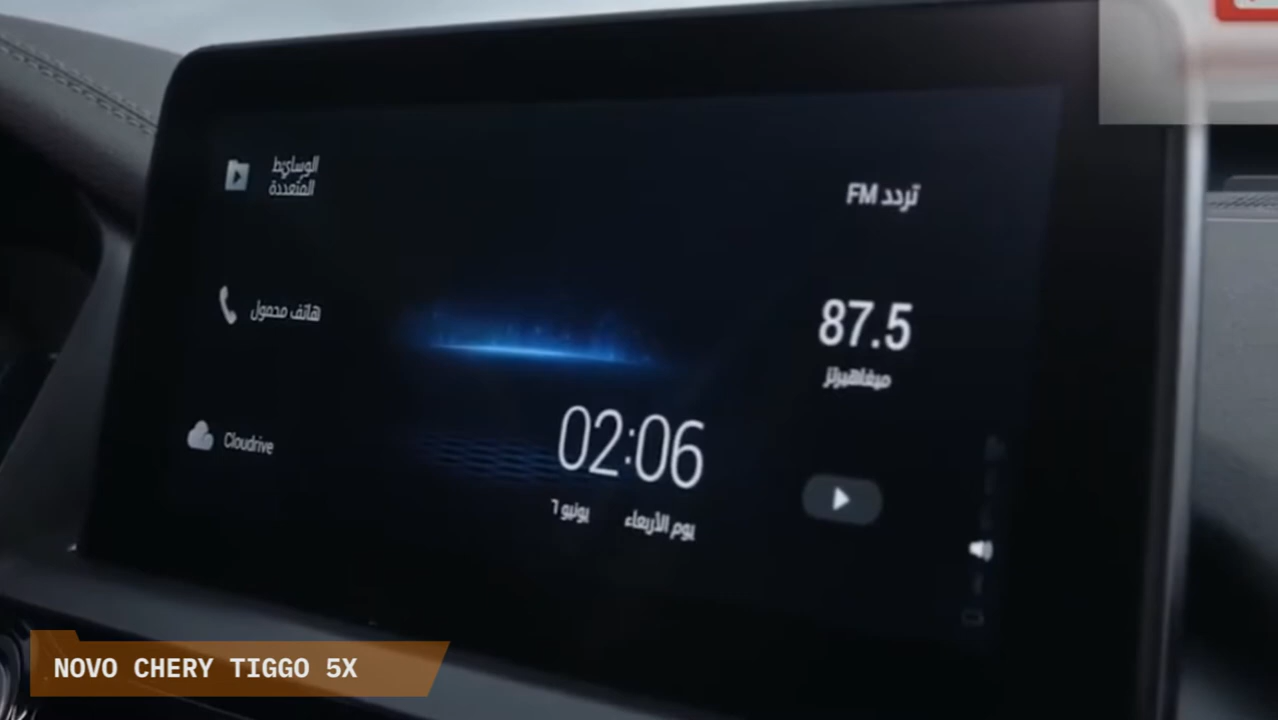 الوسائط
المتعددة
هاتف محمول
Cloudrive
02:06
يوم الأربعاء
يونيو ٦
تردد FM
87.5
ميغاهيرتز
NOVO CHERY TIGGO 5X